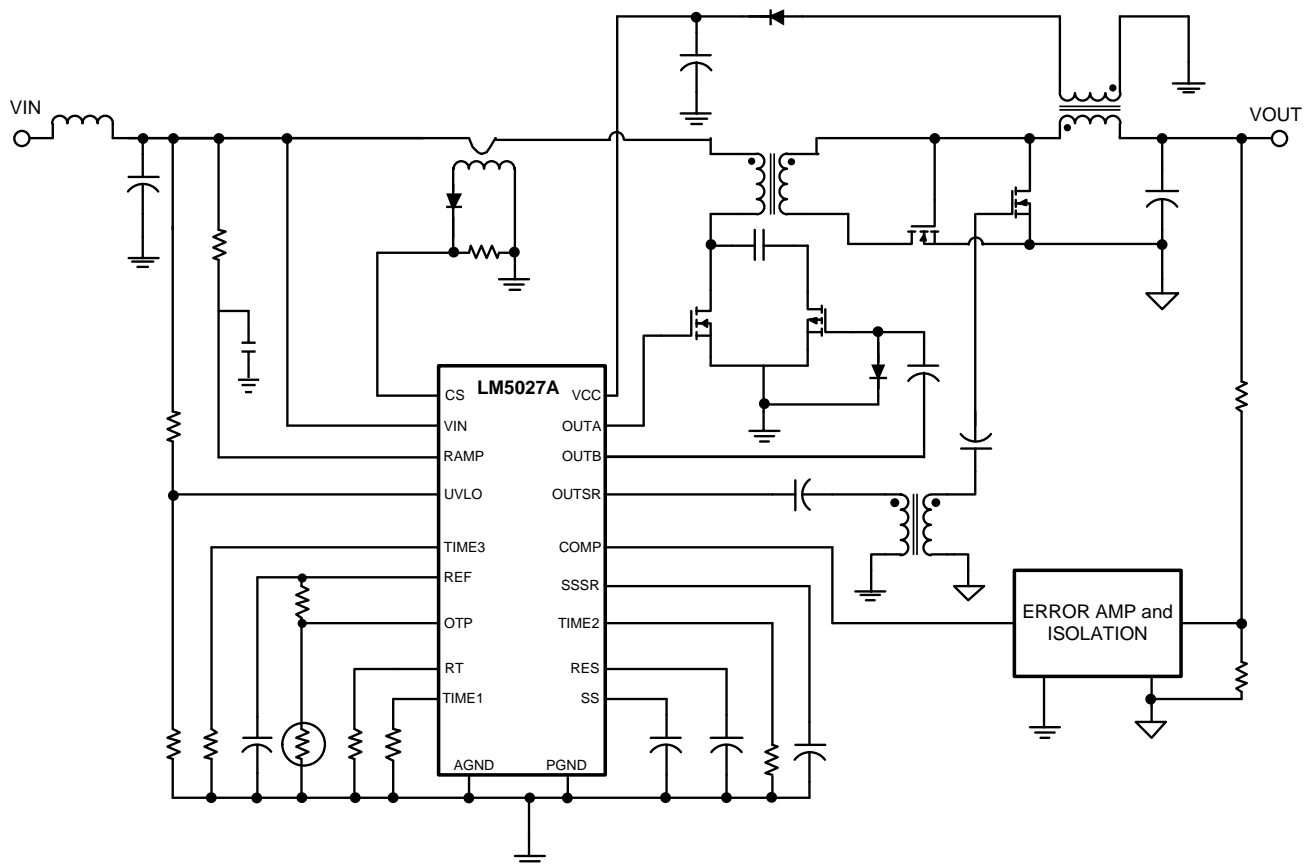 VIN
VOUT
LM5027A
CS
VCC
VIN
OUTA
RAMP
OUTB
UVLO
OUTSR
TIME3
COMP
REF
SSSR
OTP
TIME2
RT
RES
TIME1
SS
AGND
PGND
ERROR AMP and
ISOLATION